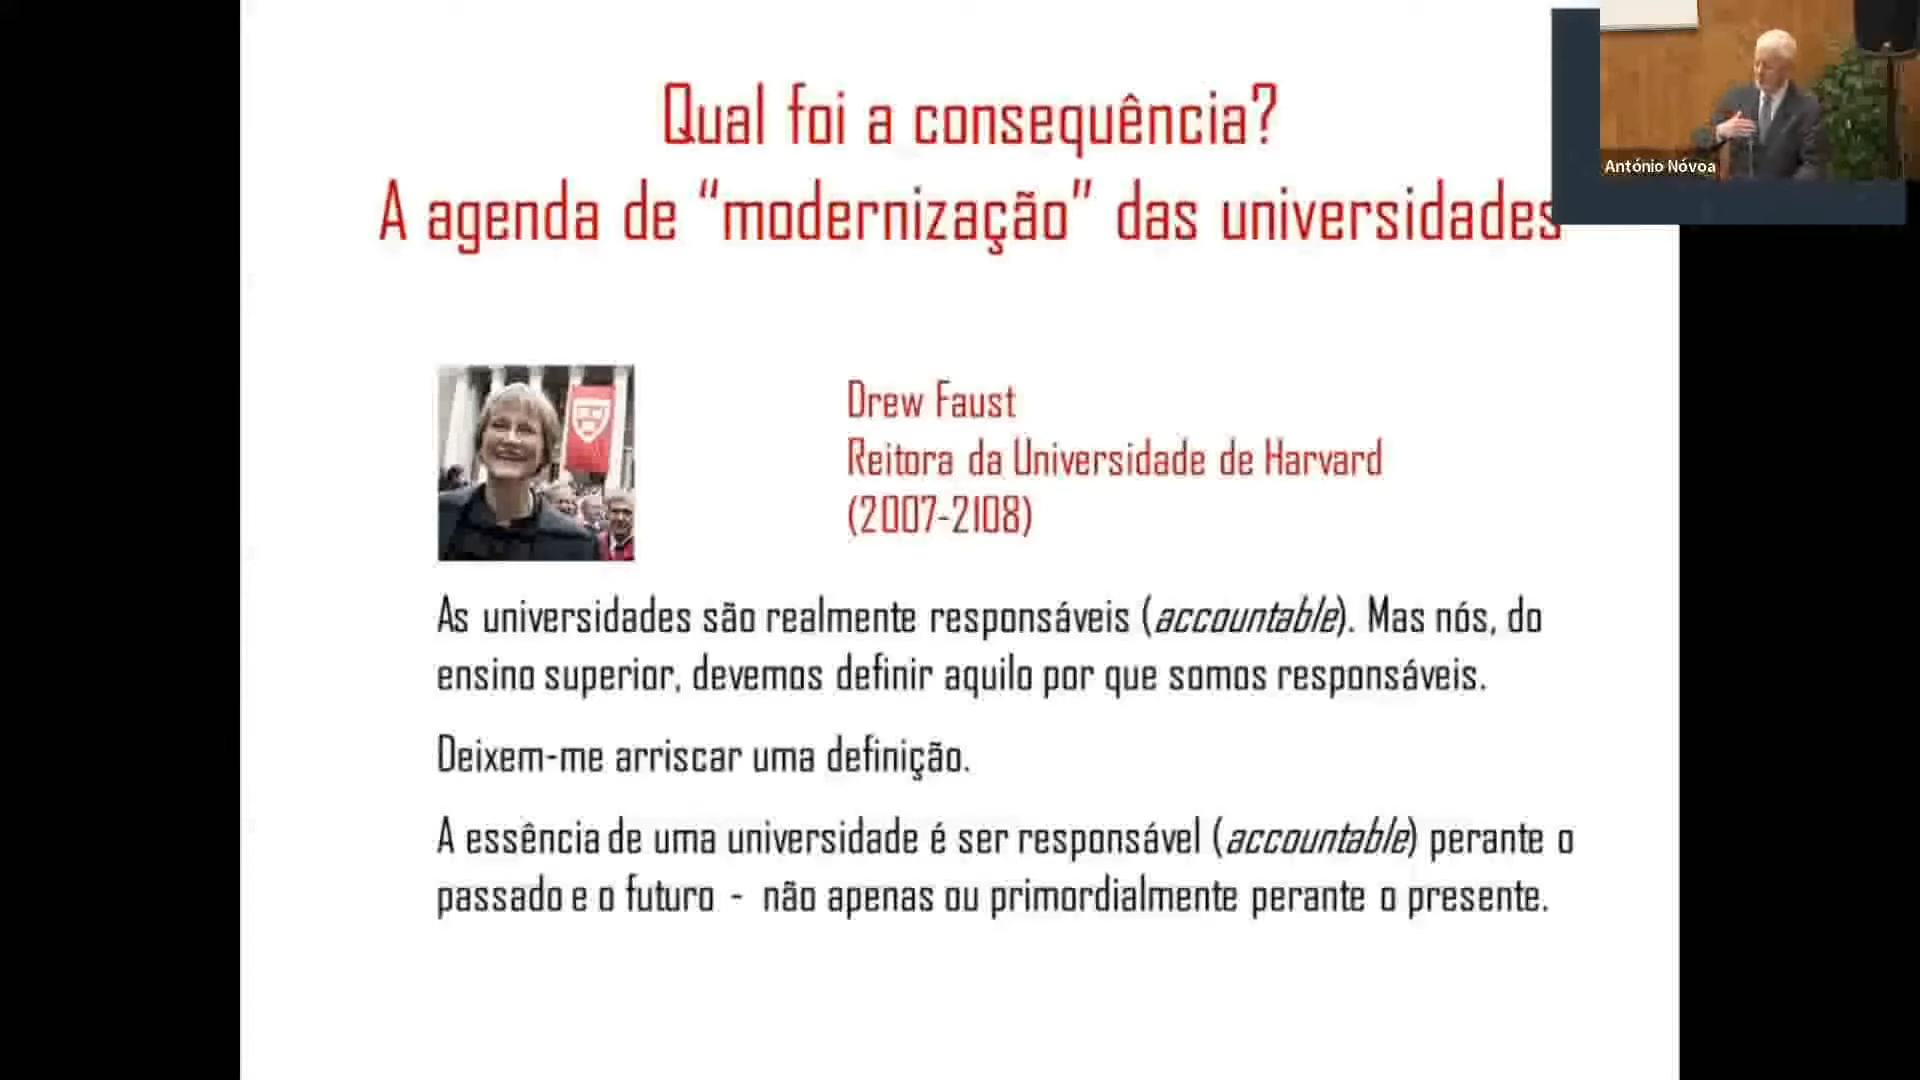 Qual foi a consequência?
A agenda de “modernização” das universidades
António Nóvoa
Drew Faust
Reitora da Universidade de Harvard
(2007-2108)
As universidades são realmente responsáveis (accountable). Mas nós, do
ensino superior, devemos definir aquilo por que somos responsáveis.
Deixem-me arriscar uma definição.
A essência de uma universidade é ser responsável (accountable) perante o
passado e o futuro - não apenas ou primordialmente perante o presente.